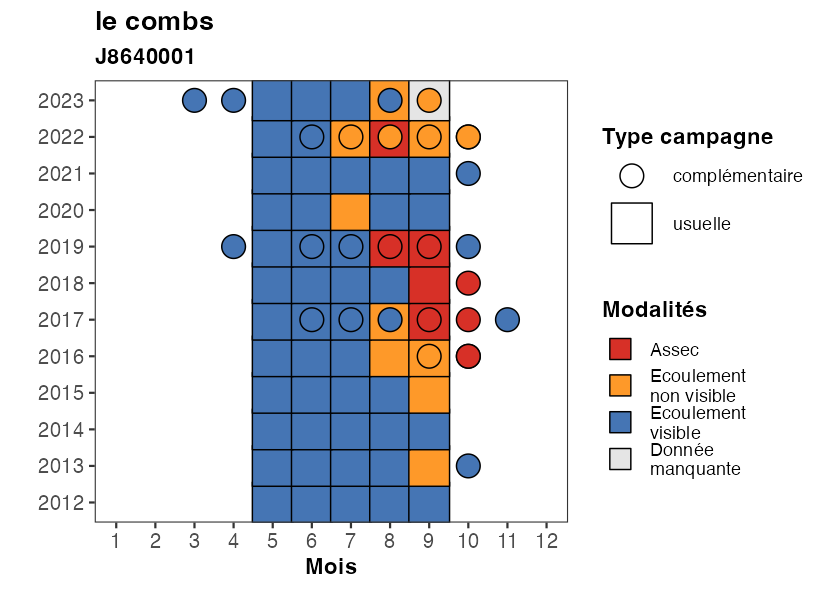 le combs
J8640001
2023
2022
2021
2020
2019
2018
2017
2016
2015
2014
2013
2012
1 2 3 4 5 6 7 8 9 10 11 12
Mois
Type campagne
complémentaire
usuelle
Modalités
Assec
Ecoulement
non visible
Ecoulement
visible
Donnée
manquante